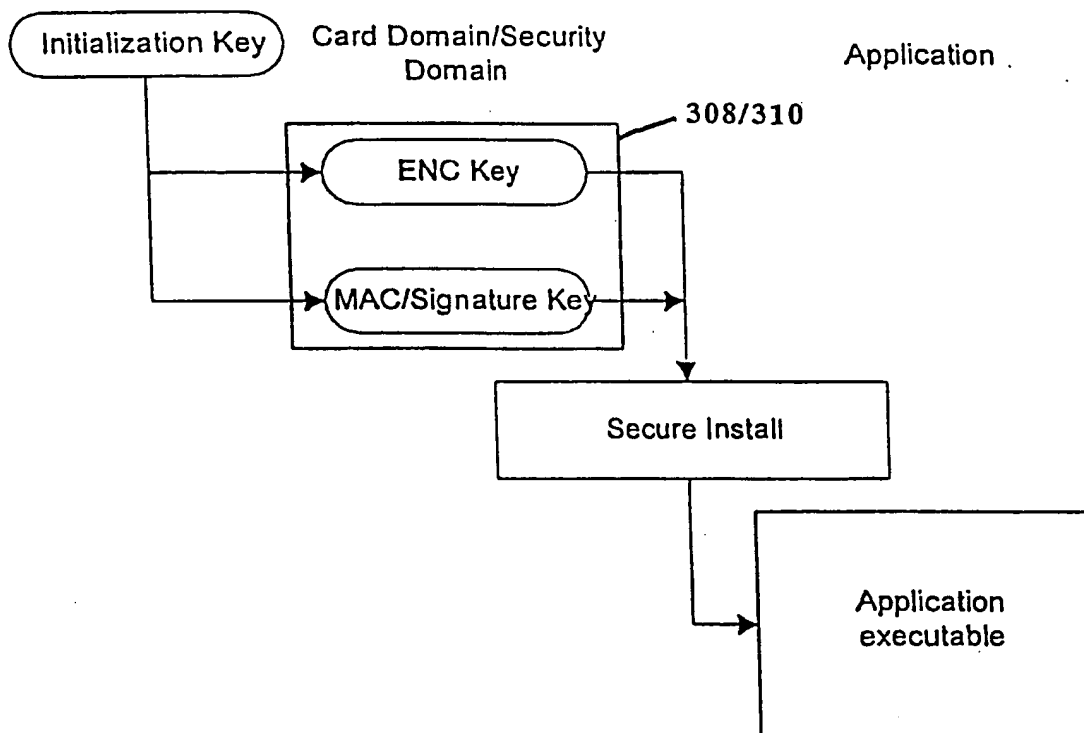 Initialization Key
Card Domain/Security
Domain
Application
308/310
ENC Key
MAC/Signature Key
Secure Install
Application
executable